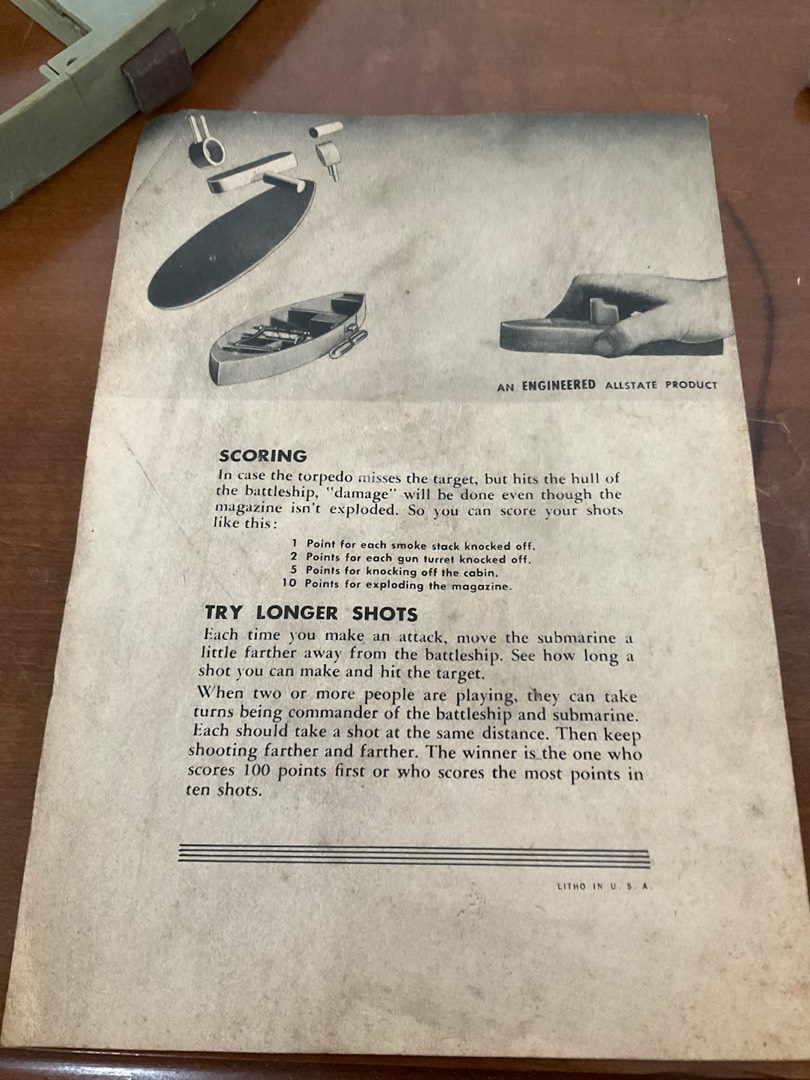 AN ENGINEERED ALLSTATE PRODUCT
SCORING
In case the torpedo misses the target, but hits the hull of
the battleship, "damage" will be done even though the
magazine isn't exploded. So you can score your shots
like this:
1 Point for each smoke stack knocked off.
2 Points for each gun turret knocked off.
5 Points for knocking off the cabin.
10 Points for exploding the magazine.
TRY LONGER SHOTS
Each time you make an attack, move the submarine a
little farther away from the battleship. See how long a
shot you can make and hit the target.
When two or more people are playing, they can take
turns being commander of the battleship and submarine.
Each should take a shot at the same distance. Then keep
shooting farther and farther. The winner is the one who
scores 100 points first or who scores the most points in
ten shots.
LITHO IN U. S. A.